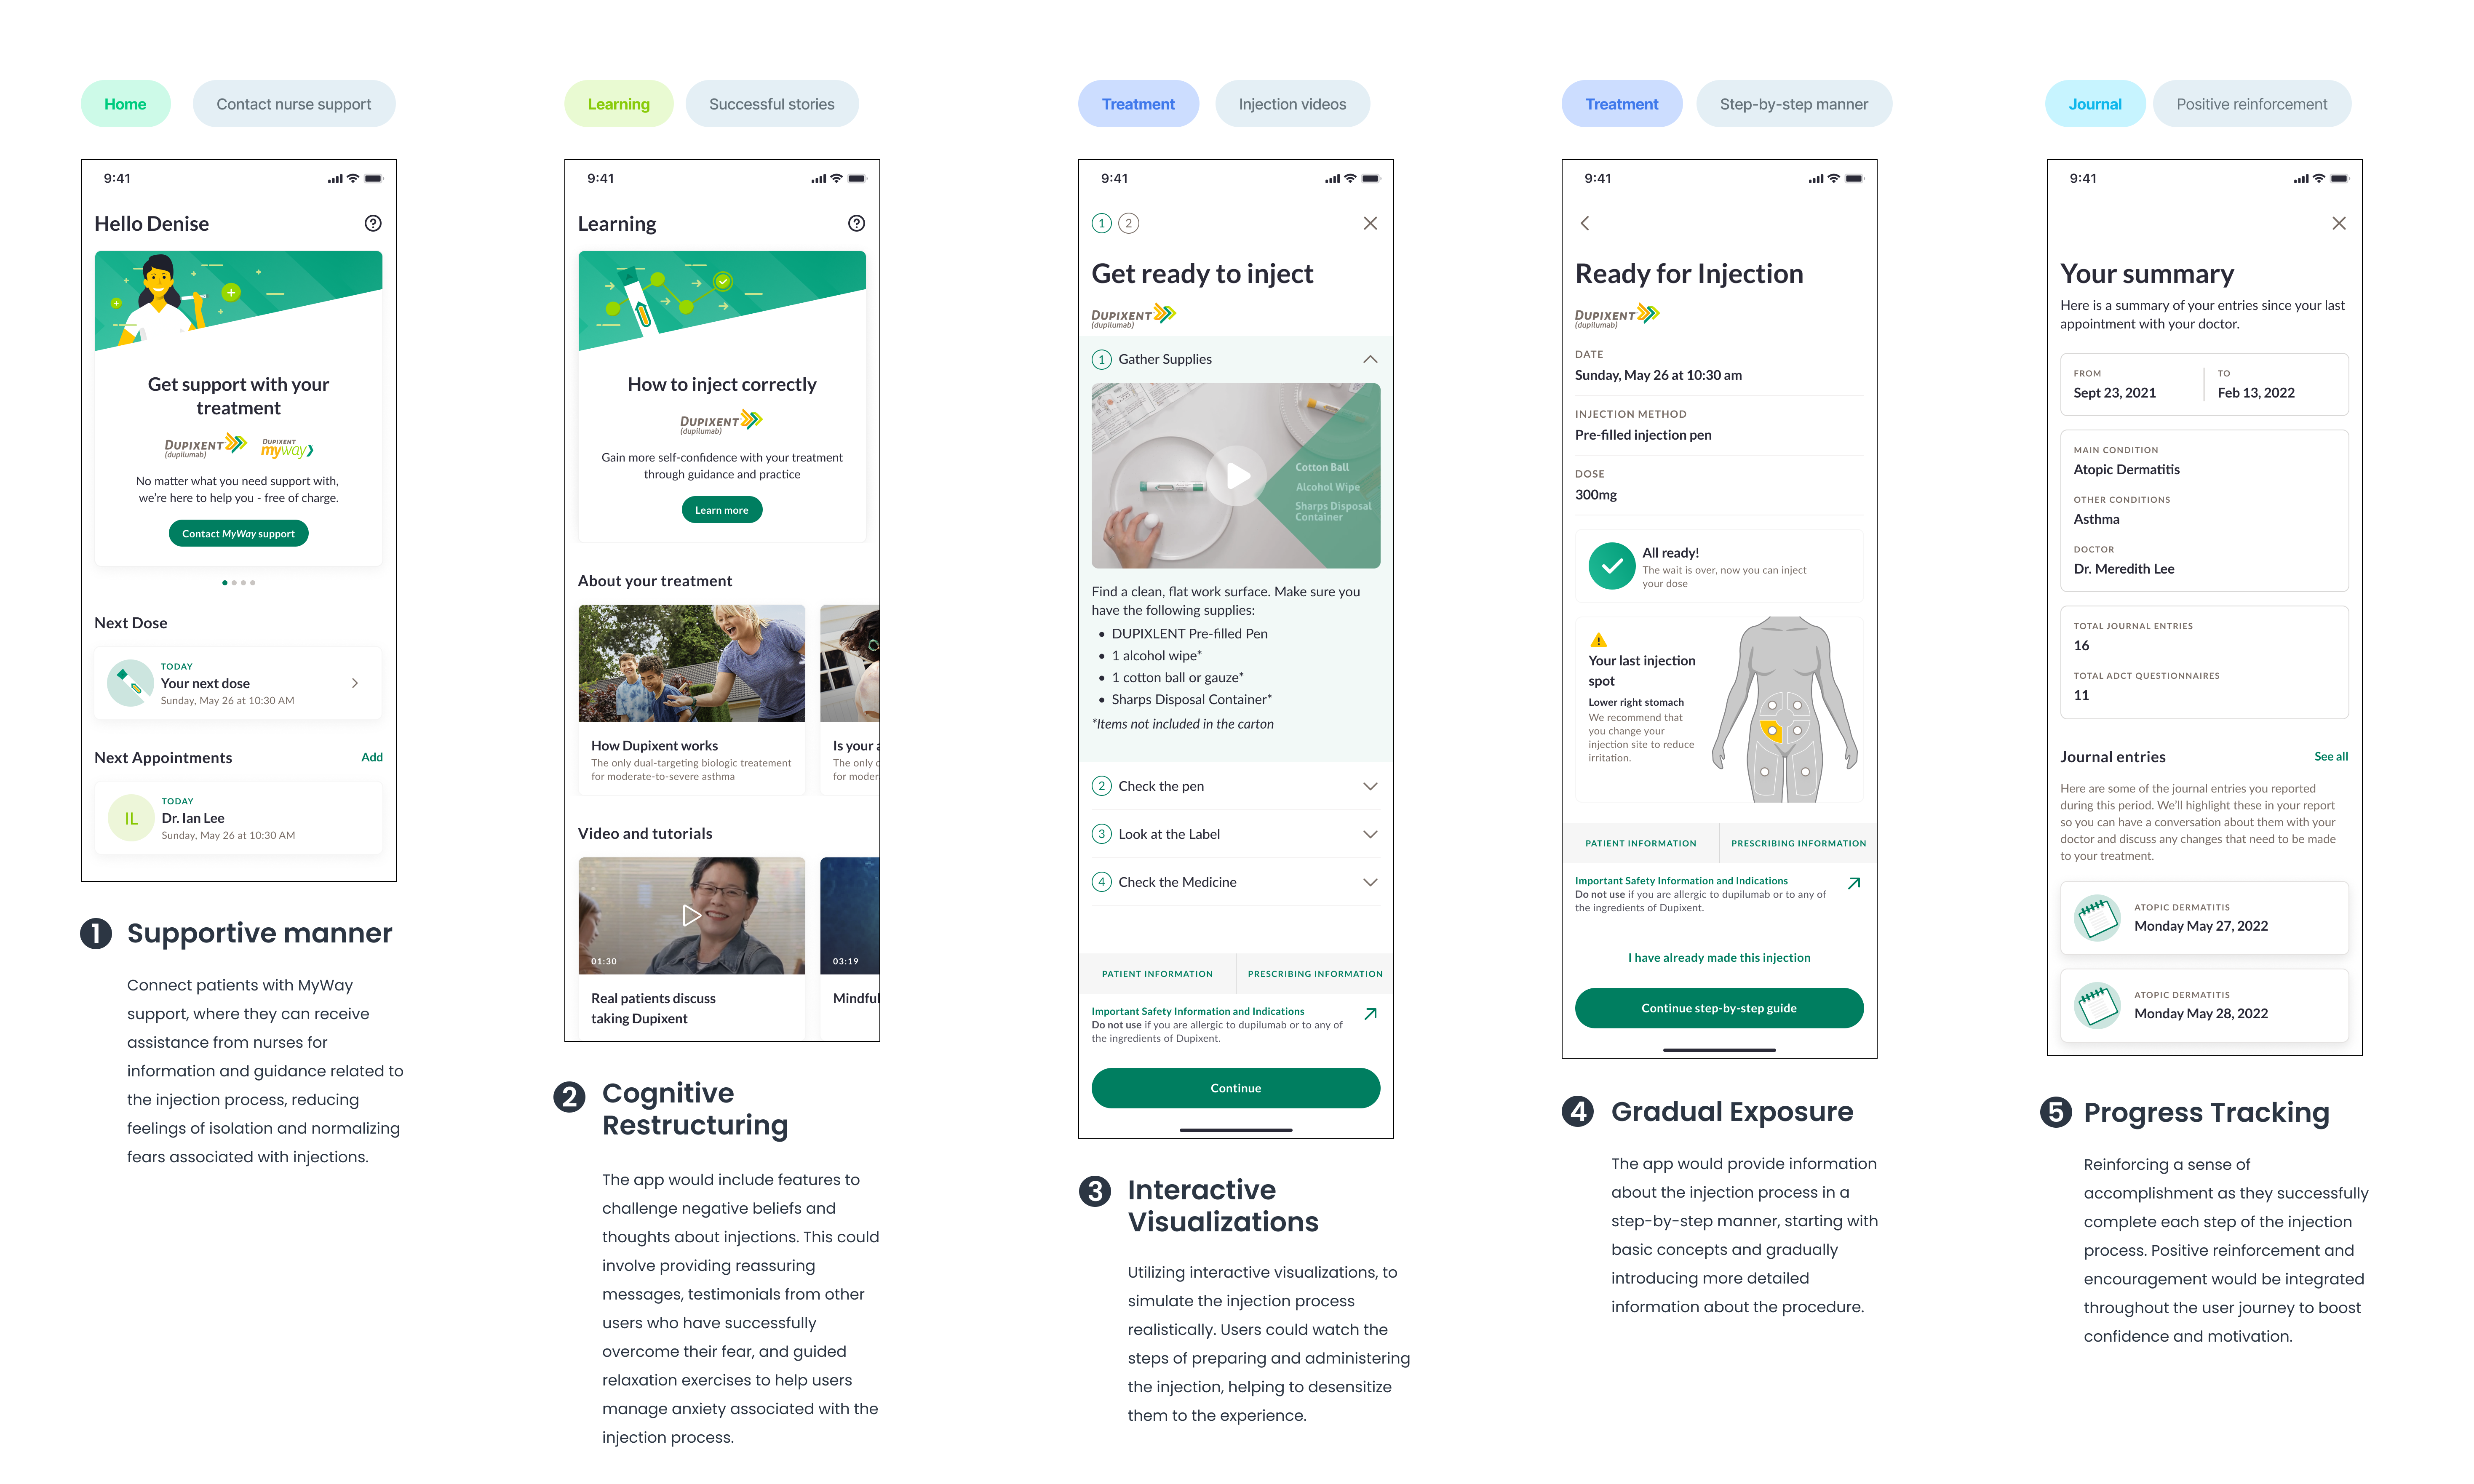 Home
Contact nurse support
9:41
Hello Denise
Get support with your
treatment
DUPIXENT
(dupilumab)
DUPIXENT
myway
No matter what you need support with,
we're here to help you - free of charge.
Contact MyWay support
Next Dose
TODAY
Your next dose
Sunday, May 26 at 10:30 AM
Next Appointments
Add
IL
TODAY
Dr. Ian Lee
Sunday, May 26 at 10:30 AM
1 Supportive manner
Connect patients with MyWay
support, where they can receive
assistance from nurses for
information and guidance related to
the injection process, reducing
feelings of isolation and normalizing
fears associated with injections.
Learning
Successful stories
9:41
Learning
How to inject correctly
DUPIXENT
(dupilumab)
Gain more self-confidence with your treatment
through guidance and practice
Learn more
About your treatment
How Dupixent works
The only dual-targeting biologic treatement
for moderate-to-severe asthma
Is your a
The only d
for moder
Video and tutorials
01:30
03:19
Real patients discuss
taking Dupixent
Mindful
2 Cognitive
Restructuring
The app would include features to
challenge negative beliefs and
thoughts about injections. This could
involve providing reassuring
messages, testimonials from other
users who have successfully
overcome their fear, and guided
relaxation exercises to help users
manage anxiety associated with the
injection process.
Treatment
Injection videos
9:41
1 2
Get ready to inject
DUPIXENT
(dupilumab)
1 Gather Supplies
Cotton Ball
Alcohol Wipe
Sharps Disposal
Container
Find a clean, flat work surface. Make sure you
have the following supplies:
• DUPIXLENT Pre-filled Pen
• 1 alcohol wipe*
• 1 cotton ball or gauze*
• Sharps Disposal Container*
*Items not included in the carton
2 Check the pen
3 Look at the Label
4 Check the Medicine
PATIENT INFORMATION
PRESCRIBING INFORMATION
Important Safety Information and Indications
Do not use if you are allergic to dupilumab or to any of
the ingredients of Dupixent.
Continue
3 Interactive
Visualizations
Utilizing interactive visualizations, to
simulate the injection process
realistically. Users could watch the
steps of preparing and administering
the injection, helping to desensitize
them to the experience.
Treatment
Step-by-step manner
9:41
Ready for Injection
DUPIXENT
(dupilumab)
DATE
Sunday, May 26 at 10:30 am
INJECTION METHOD
Pre-filled injection pen
DOSE
300mg
All ready!
The wait is over, now you can inject
your dose
Your last injection
spot
Lower right stomach
We recommend that
you change your
injection site to reduce
irritation.
PATIENT INFORMATION
PRESCRIBING INFORMATION
Important Safety Information and Indications
Do not use if you are allergic to dupilumab or to any of
the ingredients of Dupixent.
I have already made this injection
Continue step-by-step guide
4 Gradual Exposure
The app would provide information
about the injection process in a
step-by-step manner, starting with
basic concepts and gradually
introducing more detailed
information about the procedure.
Journal
Positive reinforcement
9:41
Your summary
Here is a summary of your entries since your last
appointment with your doctor.
FROM
Sept 23, 2021
TO
Feb 13, 2022
MAIN CONDITION
Atopic Dermatitis
OTHER CONDITIONS
Asthma
DOCTOR
Dr. Meredith Lee
TOTAL JOURNAL ENTRIES
16
TOTAL ADCT QUESTIONNAIRES
11
Journal entries
See all
Here are some of the journal entries you reported
during this period. We'll highlight these in your report
so you can have a conversation about them with your
doctor and discuss any changes that need to be made
to your treatment.
ATOPIC DERMATITIS
Monday May 27, 2022
ATOPIC DERMATITIS
Monday May 28, 2022
5 Progress Tracking
Reinforcing a sense of
accomplishment as they successfully
complete each step of the injection
process. Positive reinforcement and
encouragement would be integrated
throughout the user journey to boost
confidence and motivation.